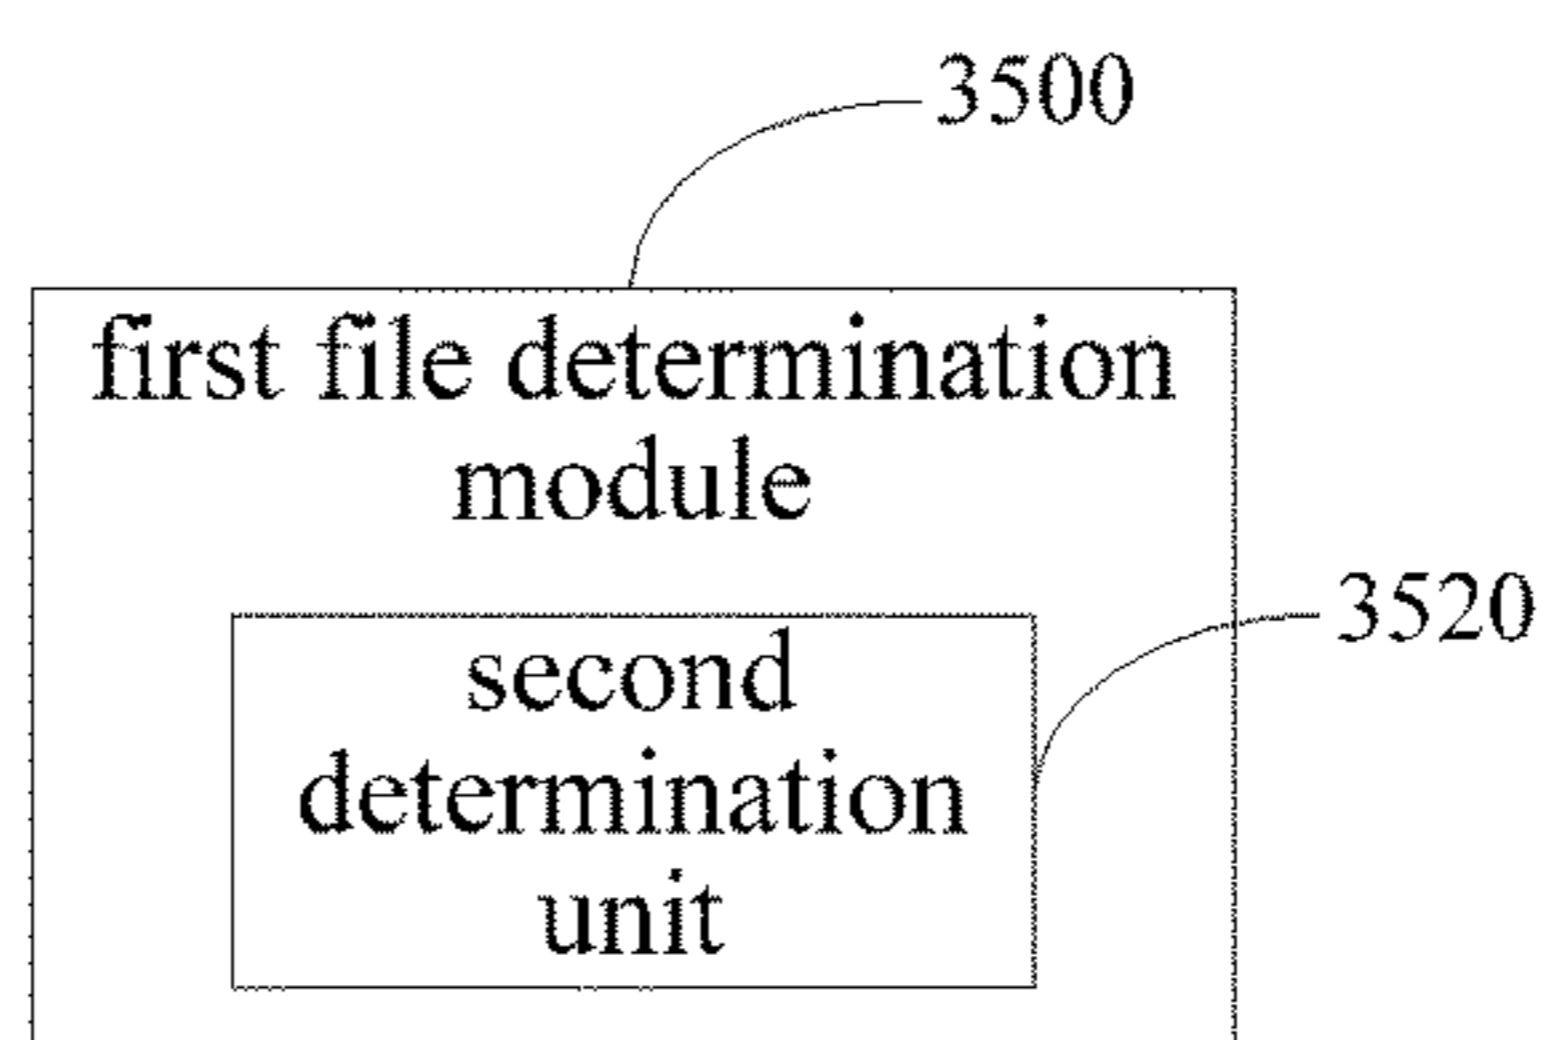 3500
first file determination
module
3520
second
determination
unit